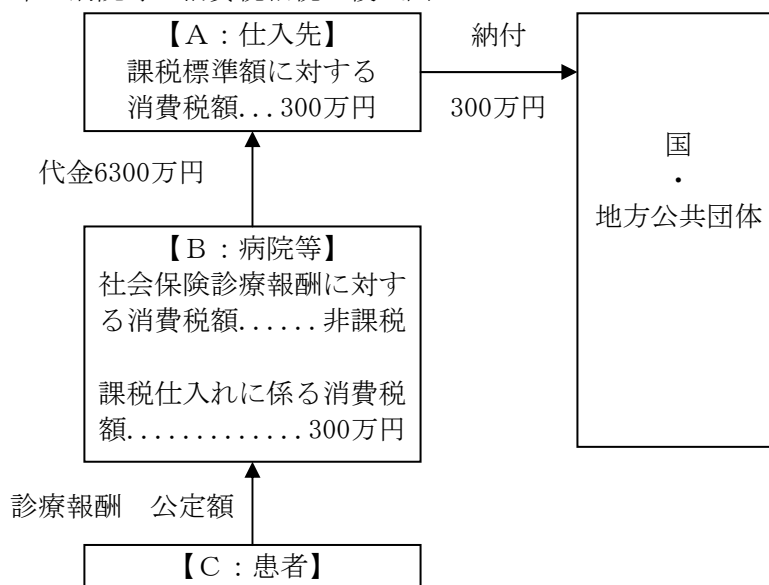 【A：仕入先】
課税標準額に対する
消費税額...300万円
納付
300万円
国
・
地方公共団体
代金6300万円
【B：病院等】
社会保険診療報酬に対す
る消費税額......非課税
課税仕入れに係る消費税
額.............300万円
診療報酬　公定額
【C：患者】